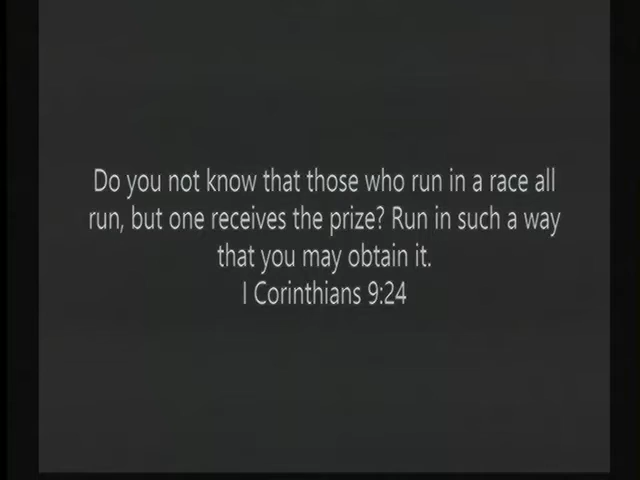 Do you not know that those who run in a race all
run, but one receives the prize? Run in such a way
that you may obtain it.
I Corinthians 9:24